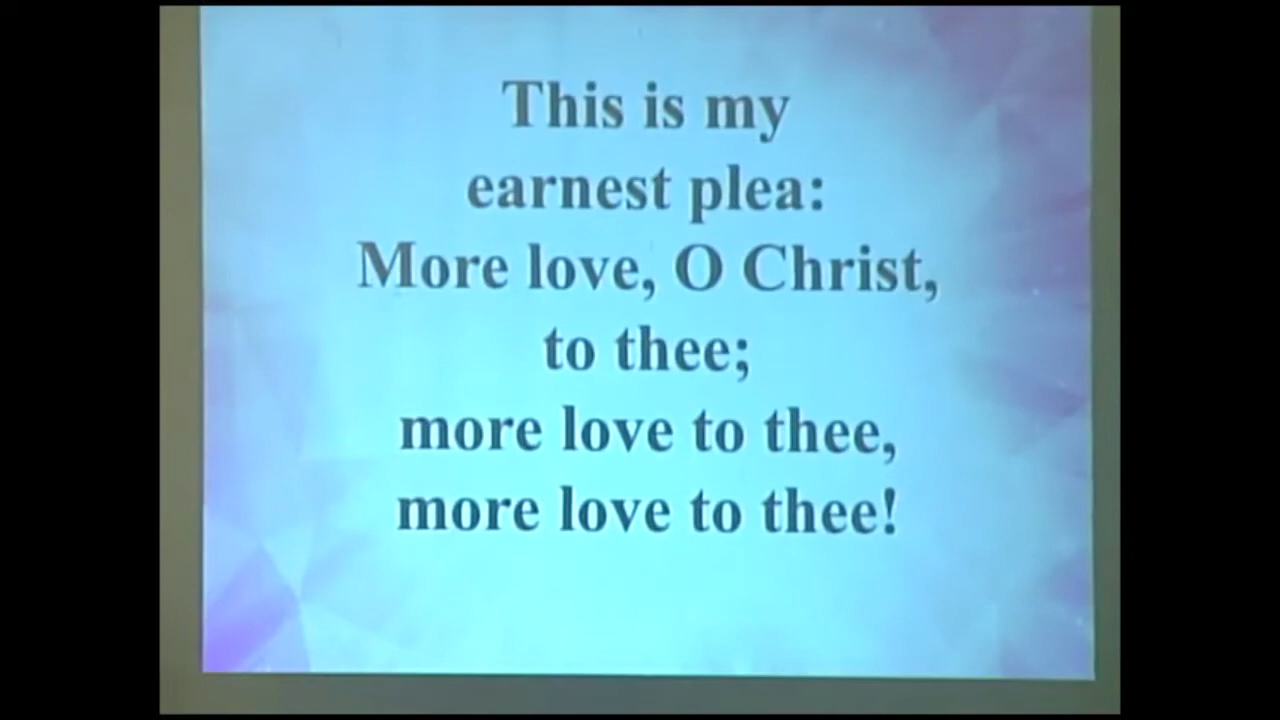 This is my
earnest plea:
More love, O Christ,
to thee;
more love to thee,
more love to thee!